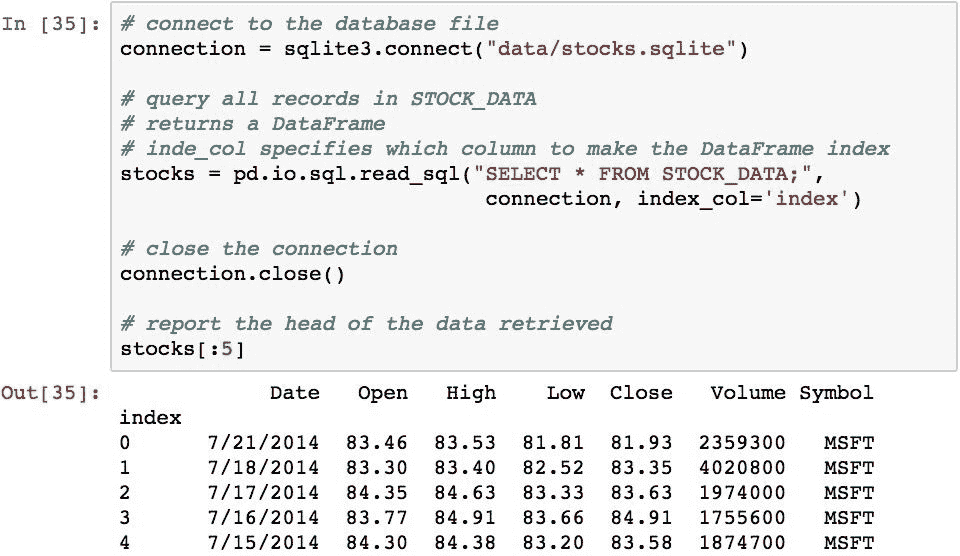 In [35]: # connect to the database file
connection = sqlite3.connect("data/stocks.sqlite")
# query all records in STOCK_DATA
# returns a DataFrame
# inde_col specifies which column to make the DataFrame index
stocks = pd.io.sql.read_sql("SELECT * FROM STOCK_DATA;",
connection, index_col='index')
# close the connection
connection.close()
# report the head of the data retrieved
stocks[:5]
Out[35]: Date Open High Low Close Volume Symbol
index
0 7/21/2014 83.46 83.53 81.81 81.93 2359300 MSFT
1 7/18/2014 83.30 83.40 82.52 83.35 4020800 MSFT
2 7/17/2014 84.35 84.63 83.33 83.63 1974000 MSFT
3 7/16/2014 83.77 84.91 83.66 84.91 1755600 MSFT
4 7/15/2014 84.30 84.38 83.20 83.58 1874700 MSFT